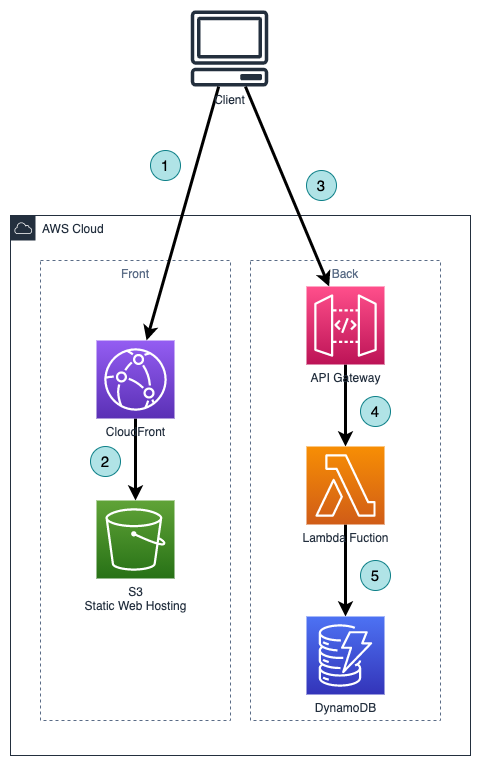 Client
1
3
AWS Cloud
Front
Back
</>
API Gateway
CloudFront
4
2
Lambda Fuction
S3
Static Web Hosting
5
DynamoDB